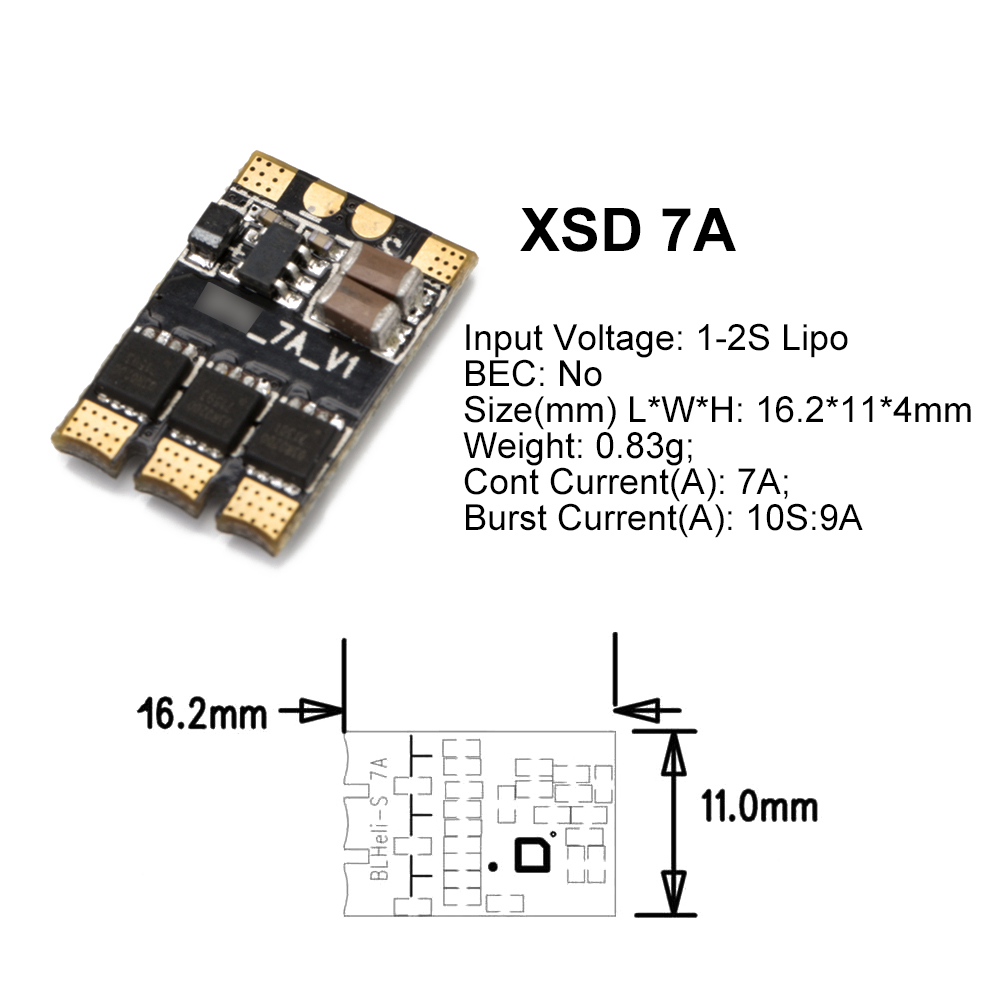 XSD 7A
C
+
_7A_V1
Input Voltage: 1-2S Lipo
BEC: No
Size(mm) L*W*H: 16.2*11*4mm
Weight: 0.83g;
Cont Current(A): 7A;
Burst Current(A): 10S:9A
16.2mm
BLHeli-S 7A
11.0mm